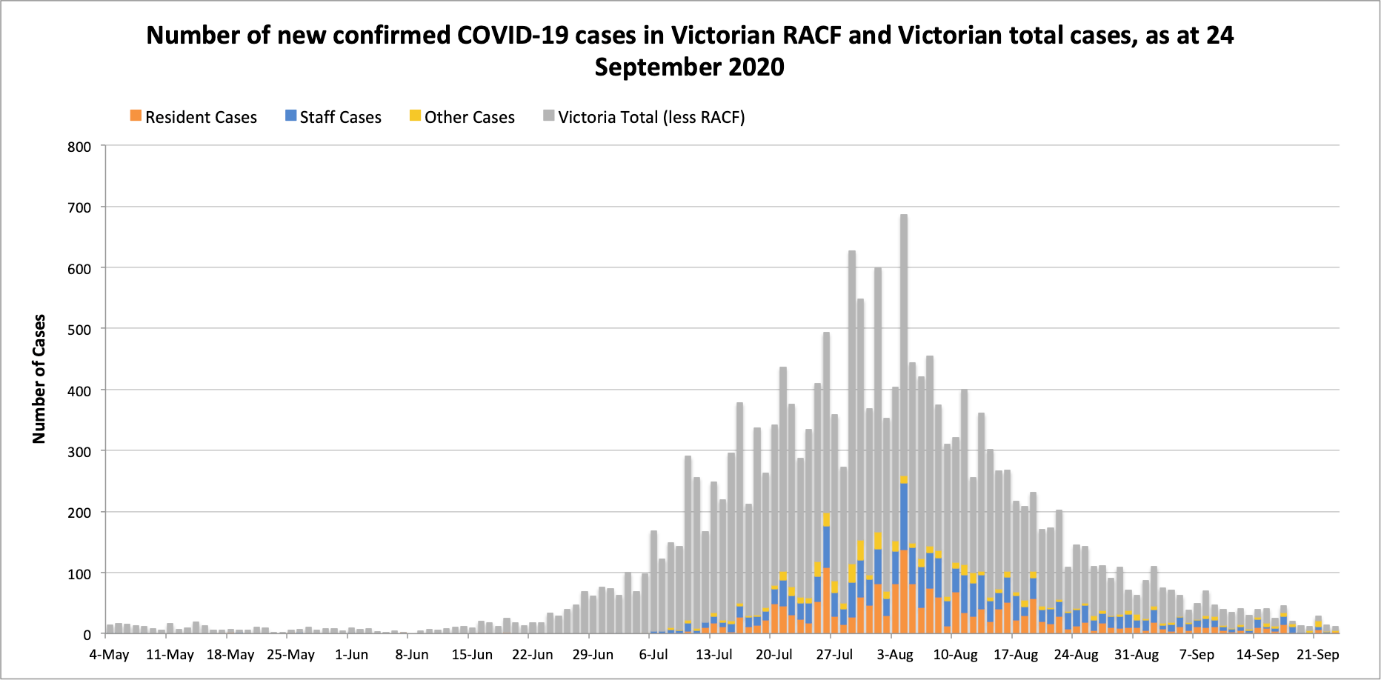 Number of new confirmed COVID-19 cases in Victorian RACF and Victorian total cases, as at 24
September 2020
Resident Cases Staff Cases Other Cases Victoria Total (less RACF)
Number of Cases
800
700
600
500
400
300
200
100
0
4-May 11-May 18-May 25-May 1-Jun 8-Jun 15-Jun 22-Jun 29-Jun 6-Jul 13-Jul 20-Jul 27-Jul 3-Aug 10-Aug 17-Aug 24-Aug 31-Aug 7-Sep 14-Sep 21-Sep